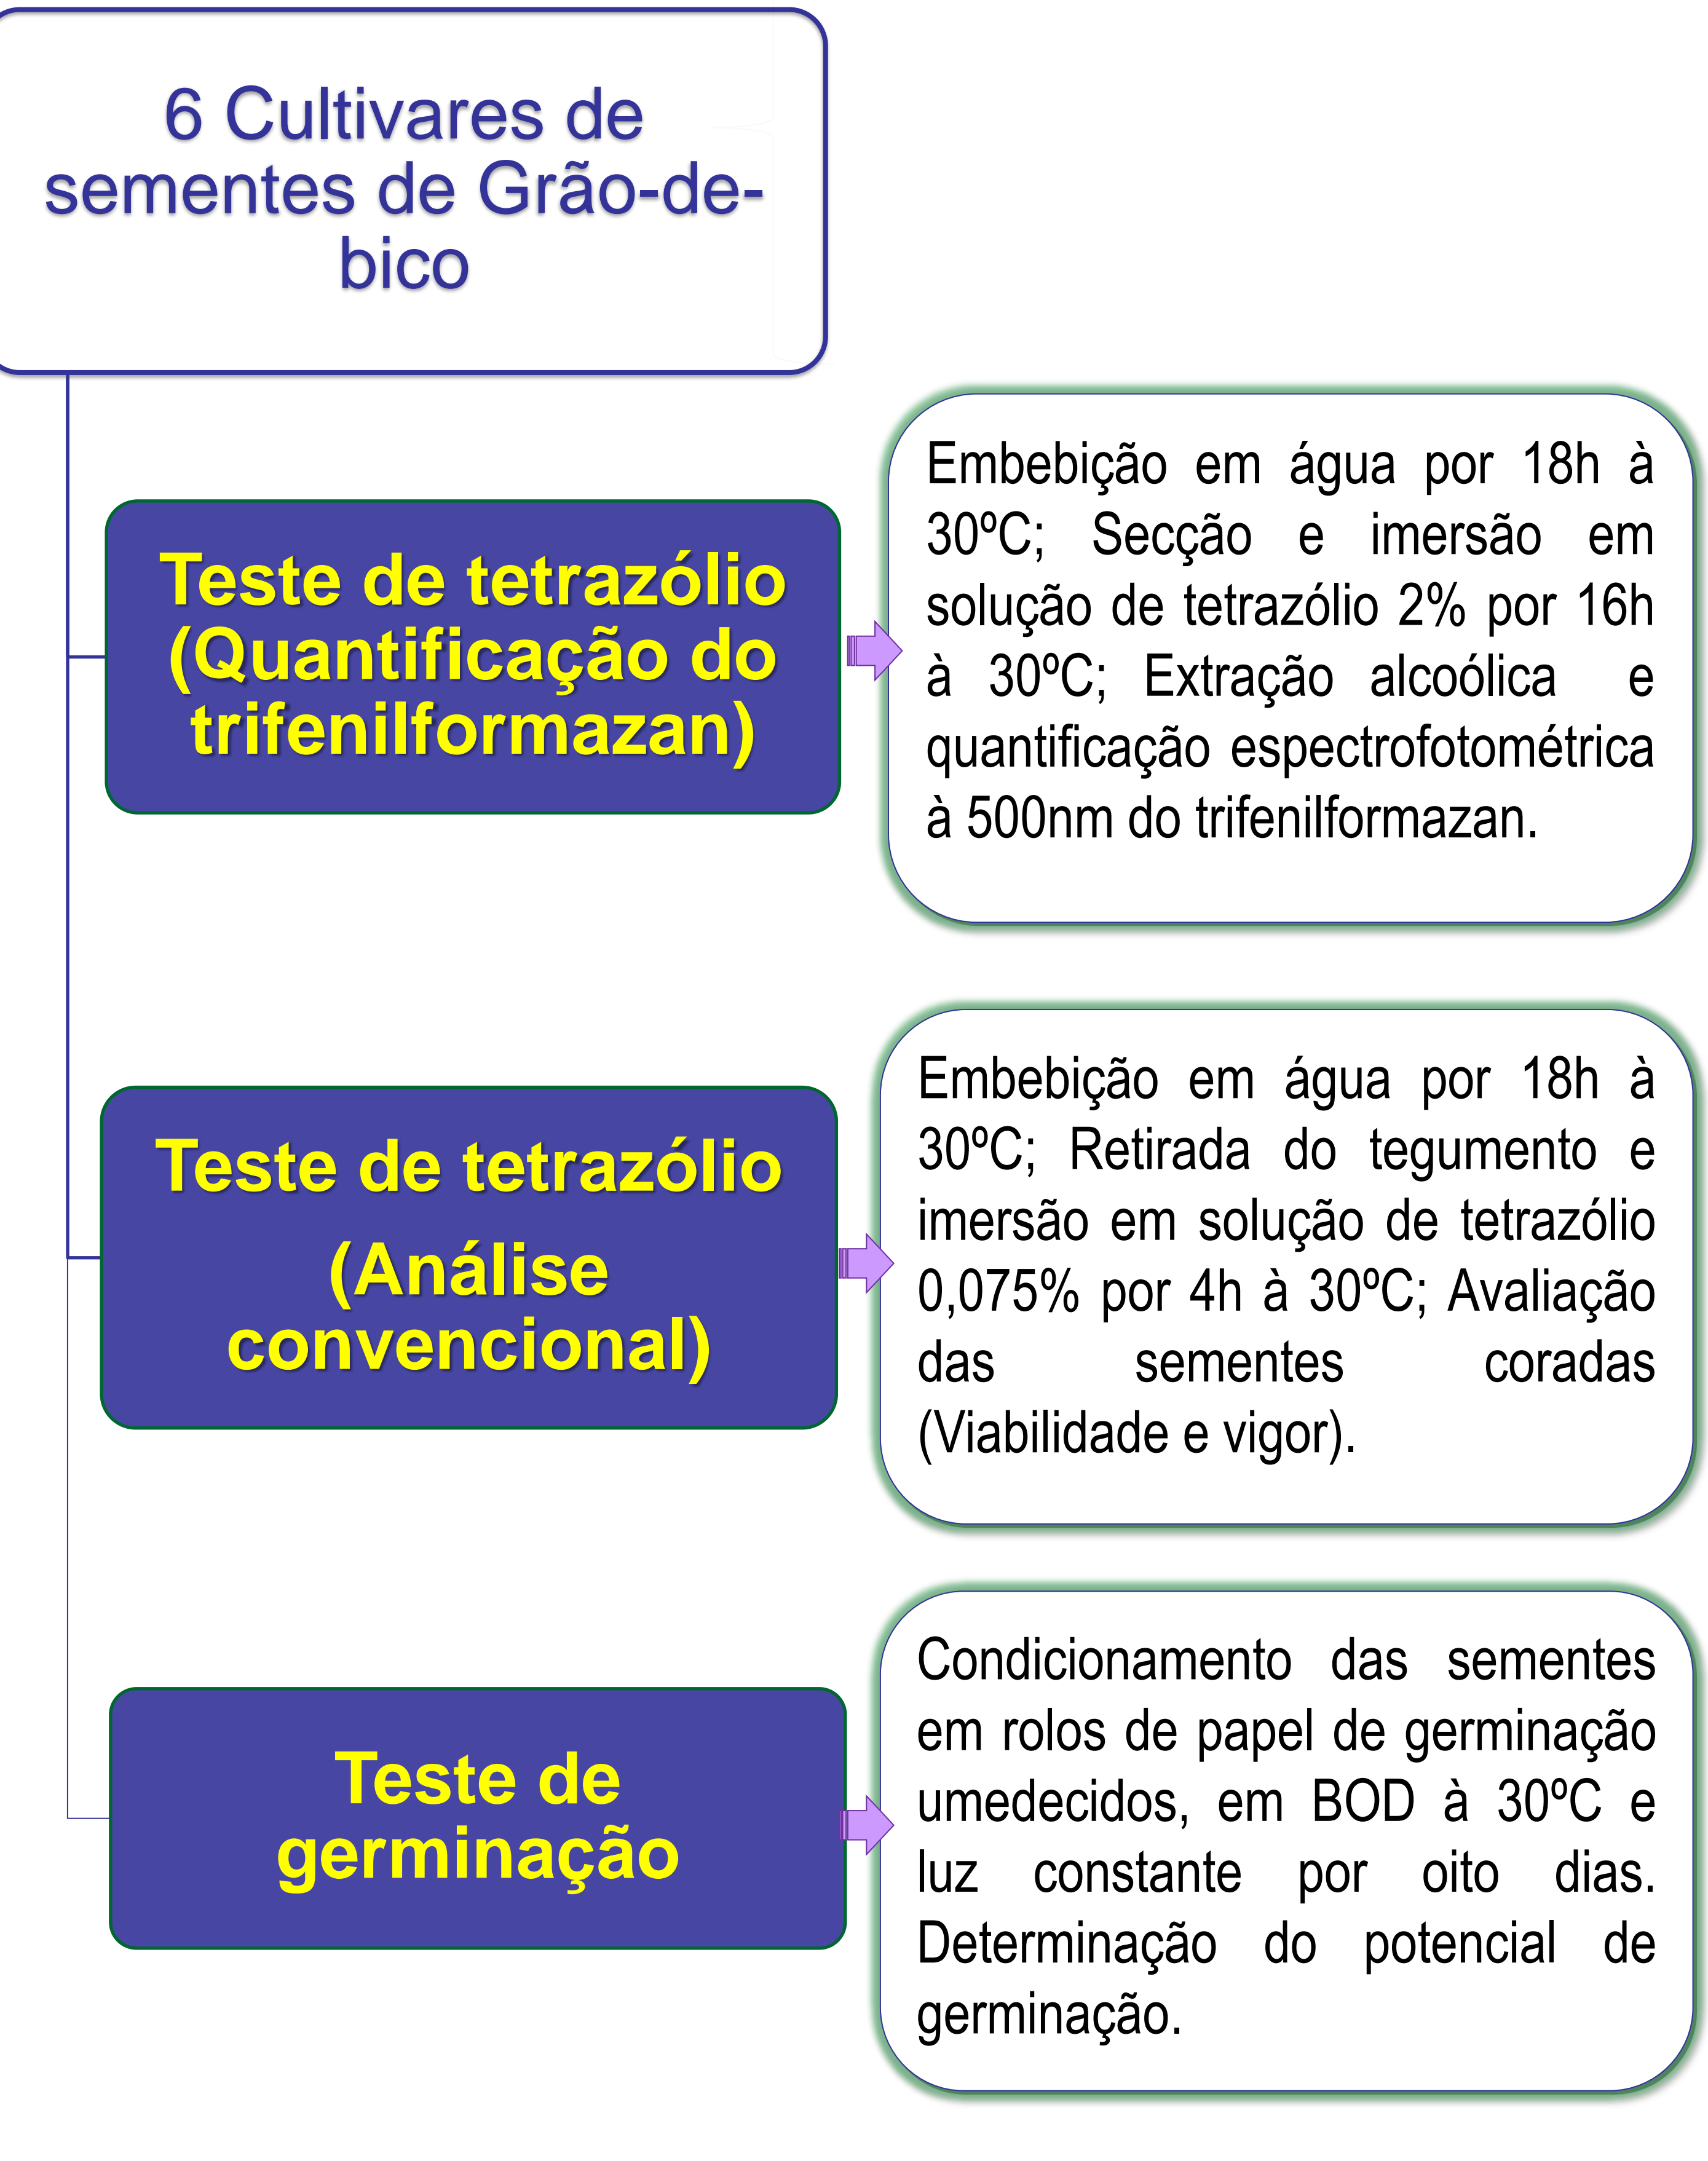 6 Cultivares de
sementes de Grão-de-
bico
Teste de tetrazólio
(Quantificação do
trifenilformazan)
Embebição em água por 18h à
30ºC; Secção e imersão em
solução de tetrazólio 2% por 16h
à 30ºC; Extração alcoólica e
quantificação espectrofotométrica
à 500nm do trifenilformazan.
Teste de tetrazólio
(Análise
convencional)
Embebição em água por 18h à
30ºC; Retirada do tegumento e
imersão em solução de tetrazólio
0,075% por 4h à 30ºC; Avaliação
das sementes coradas
(Viabilidade e vigor).
Teste de
germinação
Condicionamento das sementes
em rolos de papel de germinação
umedecidos, em BOD à 30ºC e
luz constante por oito dias.
Determinação do potencial de
germinação.